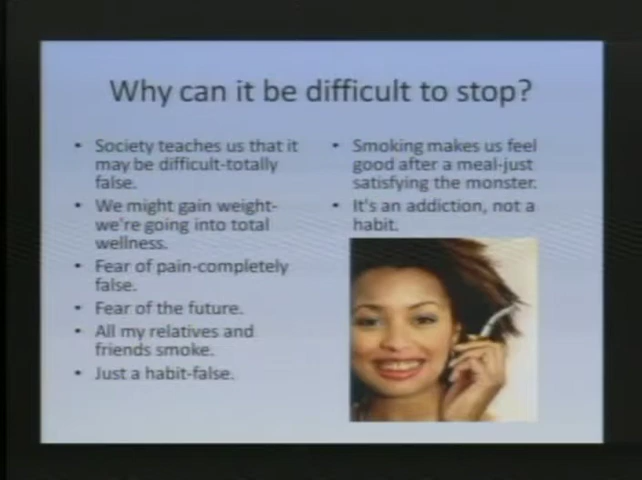 Why can it be difficult to stop?
• Society teaches us that it
may be difficult-totally
false.
• We might gain weight-
we're going into total
wellness.
• Fear of pain-completely
false.
• Fear of the future.
• All my relatives and
friends smoke.
• Just a habit-false.
• Smoking makes us feel
good after a meal-just
satisfying the monster.
• It's an addiction, not a
habit.